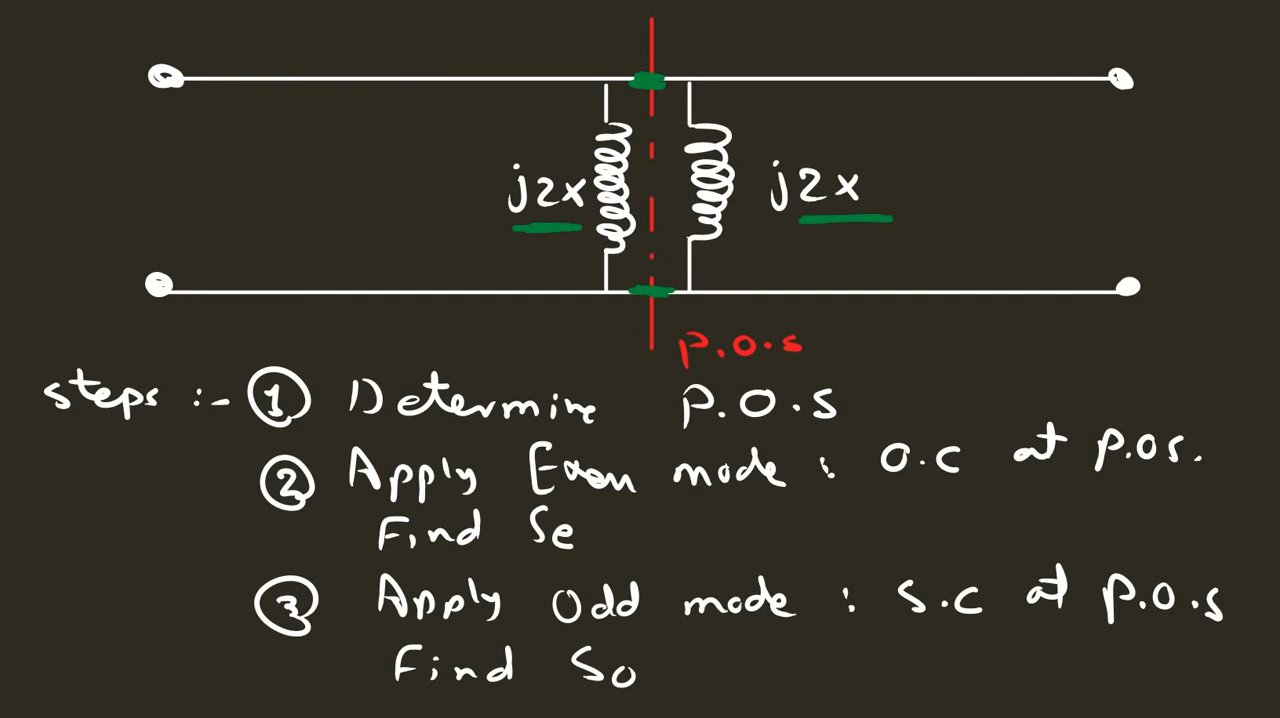 j2x j2x
p.o.s
steps :- ① Determine P.O.S
② Apply Even mode : O.C at P.O.S.
Find Se
③ Apply Odd mode : S.C at P.O.S
Find So